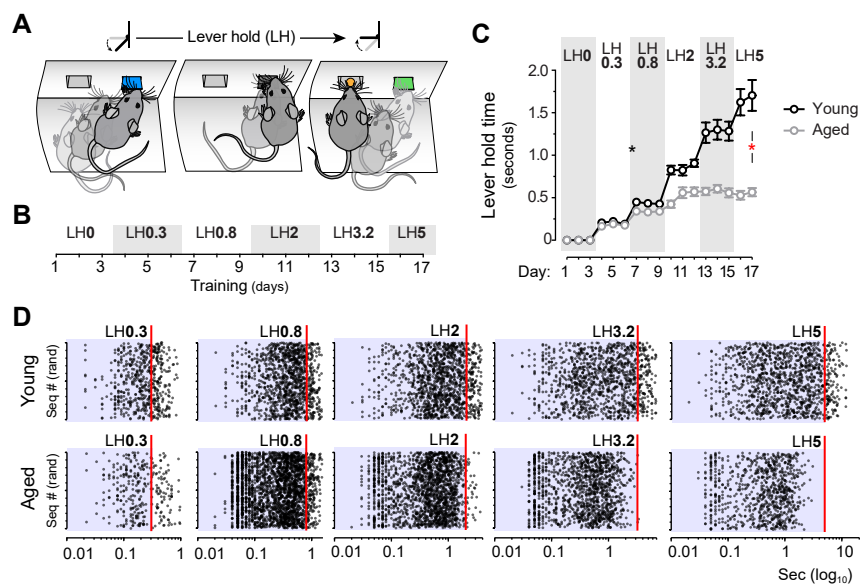 A
Lever hold (LH)
B
LH0 LH0.3 LH0.8 LH2 LH3.2 LH5
1 3 5 7 9 11 13 15 17
Training (days)
C
LH0 LH 0.3 LH 0.8 LH2 LH 3.2 LH5
2.0
1.5
1.0
0.5
0
Lever hold time
(seconds)
Young
Aged
*
*
Day: 1 3 5 7 9 11 13 15 17
D
LH0.3 LH0.8 LH2 LH3.2 LH5
Young
Seq # (rand)
LH0.3 LH0.8 LH2 LH3.2 LH5
Aged
Seq # (rand)
0.01 0.1 1 0.01 0.1 1 0.01 0.1 1 0.01 0.1 1 0.01 0.1 1 10
Sec (log10)